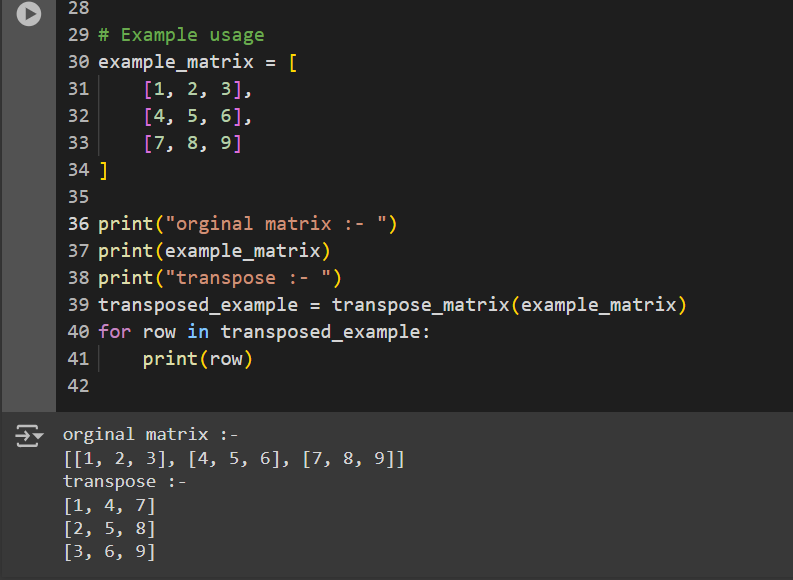 28
29 # Example usage
30 example_matrix = [
31     [1, 2, 3],
32     [4, 5, 6],
33     [7, 8, 9]
34 ]
35
36 print("orginal matrix :- ")
37 print(example_matrix)
38 print("transpose :- ")
39 transposed_example = transpose_matrix(example_matrix)
40 for row in transposed_example:
41     print(row)
42
orginal matrix :-
[[1, 2, 3], [4, 5, 6], [7, 8, 9]]
transpose :-
[1, 4, 7]
[2, 5, 8]
[3, 6, 9]